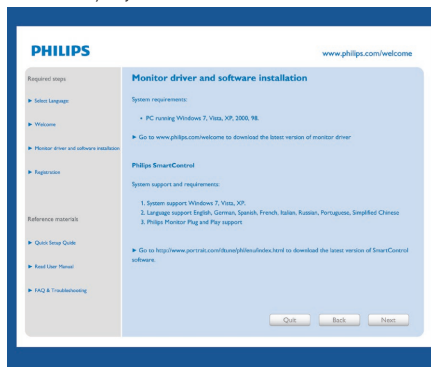 PHILIPS
www.philips.com/welcome
Required steps
► Select Language
► Welcome
► Monitor driver and software installation
► Registration
Reference materials
► Quick Setup Guide
► Read User Manual
► FAQ & Troubleshooting
Monitor driver and software installation
System requirements:
• PC running Windows 7, Vista, XP, 2000, 98.
► Go to www.philips.com/welcome to download the latest version of monitor driver
Philips SmartControl
System support and requirements:
1. System support Windows 7, Vista, XP.
2. Language support English, German, Spanish, French, Italian, Russian, Portuguese, Simplified Chinese
3. Philips Monitor Plug and Play support
► Go to http://www.portrait.com/dtune/phl/enu/index.html to download the latest version of SmartControl
software.
Quit
Back
Next